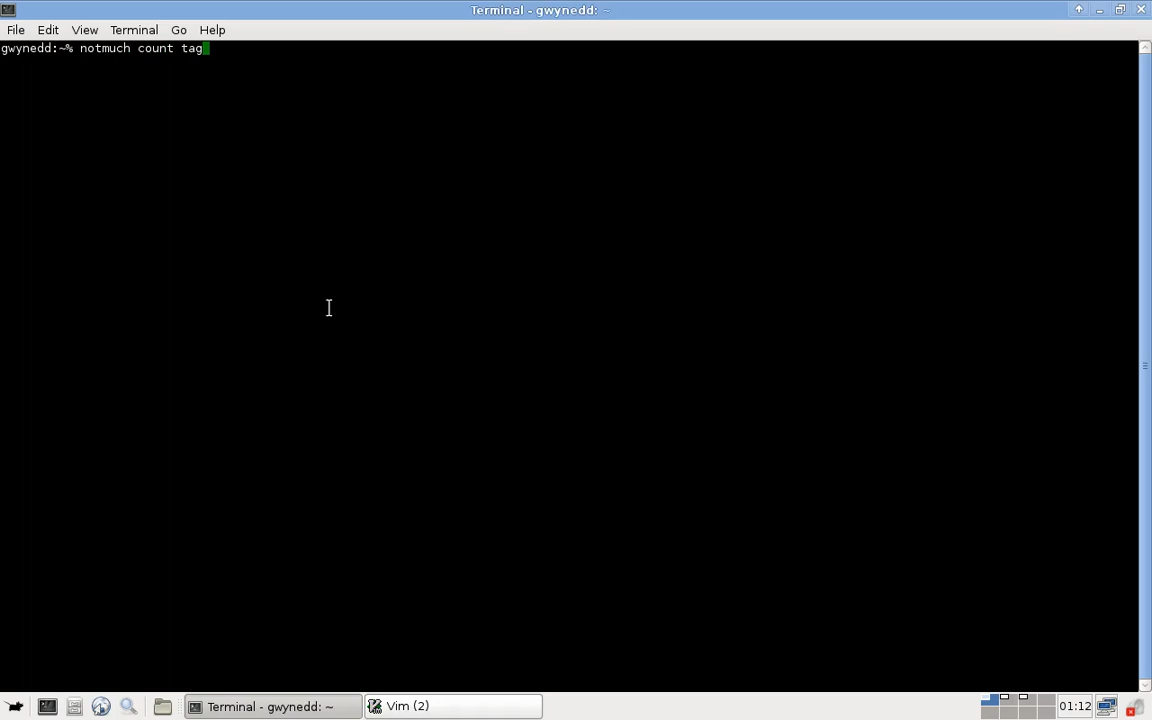 Terminal - gwynedd: ~
File Edit View Terminal Go Help
gwynedd:~% notmuch count tag
Terminal - gwynedd: ~ Vim (2) 01:12